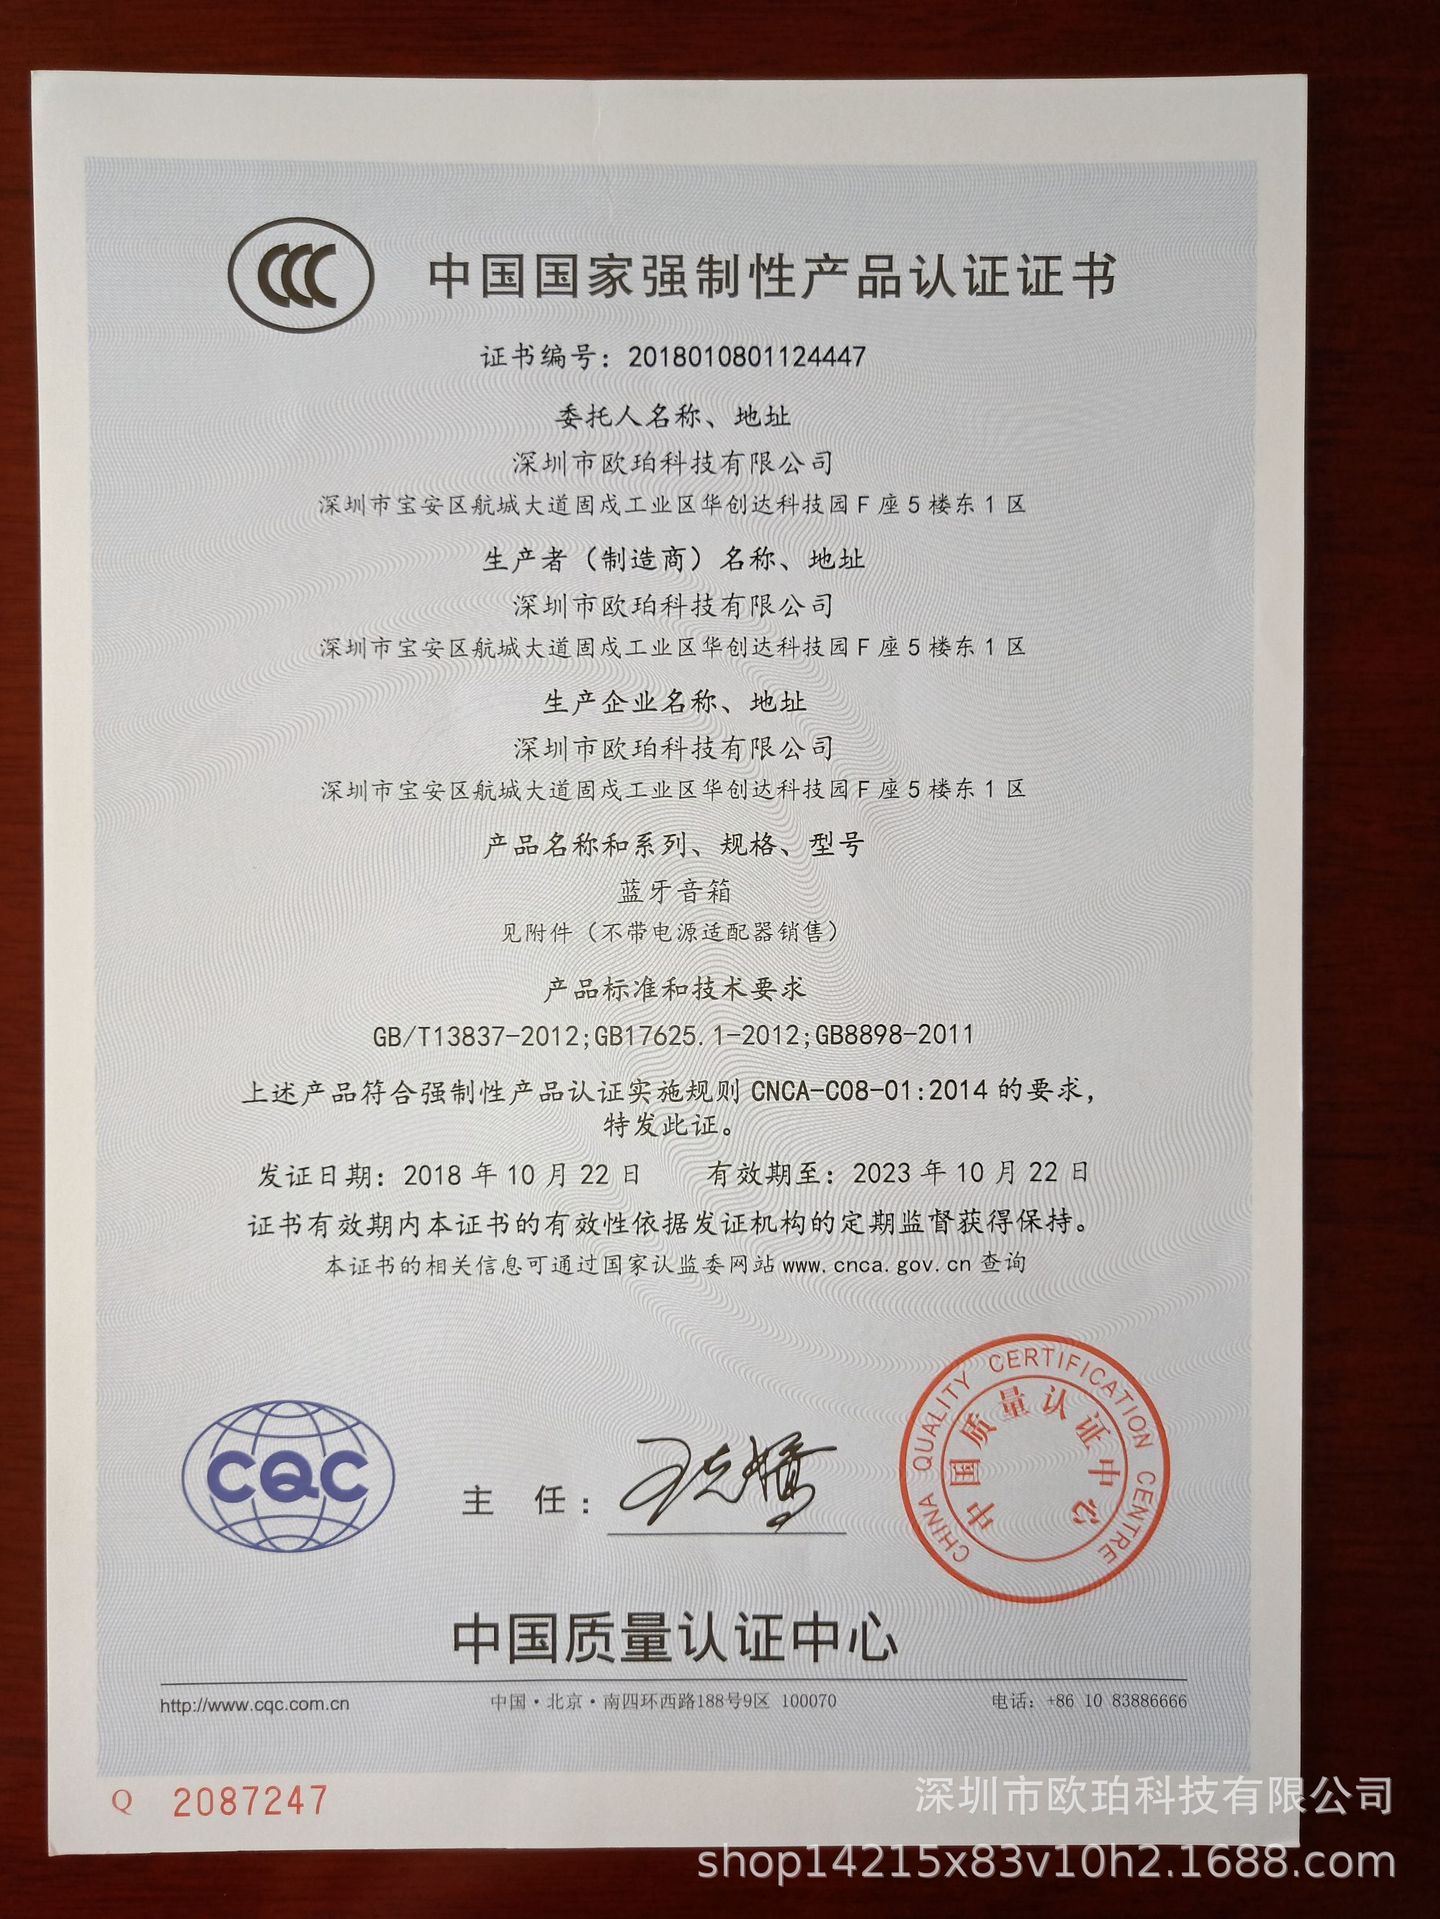 CCC 中国国家强制性产品认证证书
证书编号：2018010801124447
委托人名称、地址
深圳市欧珀科技有限公司
深圳市宝安区航城大道固戍工业区华创达科技园F座5楼东1区
生产者（制造商）名称、地址
深圳市欧珀科技有限公司
深圳市宝安区航城大道固戍工业区华创达科技园F座5楼东1区
生产企业名称、地址
深圳市欧珀科技有限公司
深圳市宝安区航城大道固戍工业区华创达科技园F座5楼东1区
产品名称和系列、规格、型号
蓝牙音箱
见附件（不带电源适配器销售）
产品标准和技术要求
GB/T13837-2012;GB17625.1-2012;GB8898-2011
上述产品符合强制性产品认证实施规则 CNCA-C08-01:2014 的要求，
特发此证。
发证日期：2018 年 10 月 22 日 有效期至：2023 年 10 月 22 日
证书有效期内本证书的有效性依据发证机构的定期监督获得保持。
本证书的相关信息可通过国家认监委网站 www.cnca.gov.cn 查询
CQC
主 任：
CHINA QUALITY CERTIFICATION CENTRE
中国质量认证中心
中国质量认证中心
http://www.cqc.com.cn 中国·北京·南四环西路188号9区 100070 电话：+86 10 83886666
Q 2087247
深圳市欧珀科技有限公司
shop14215x83v10h2.1688.com